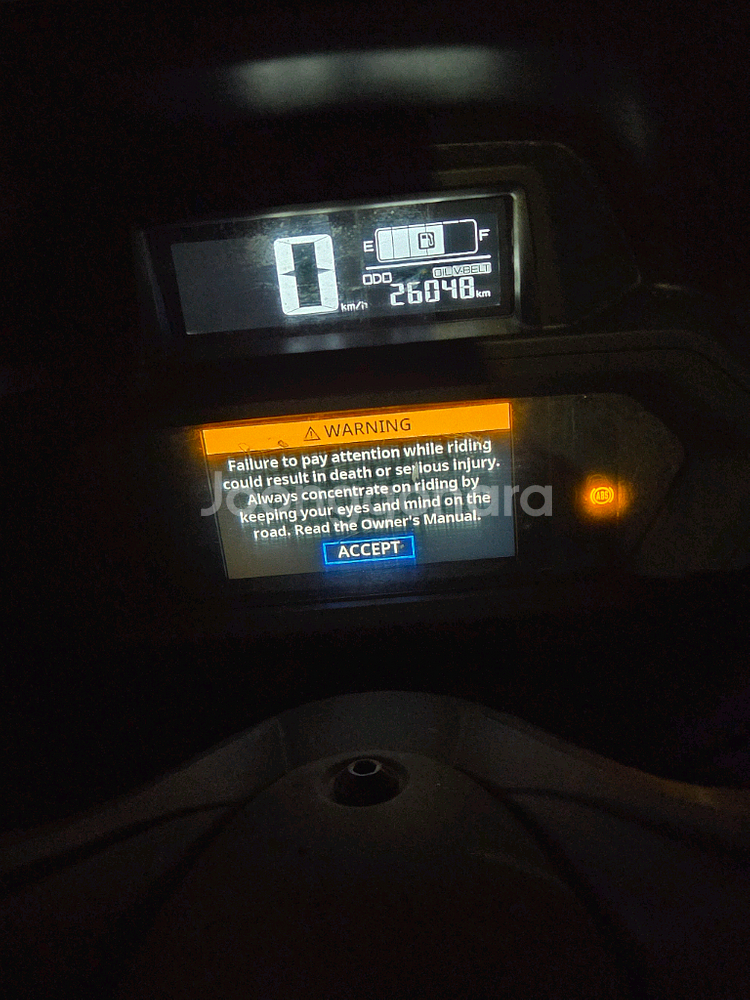 0 km/h
E F
OIL V-BELT
ODO 26048 km
WARNING
Failure to pay attention while riding
could result in death or serious injury.
Always concentrate on riding by
keeping your eyes and mind on the
road. Read the Owner's Manual.
ACCEPT
ABS
Joonggonara